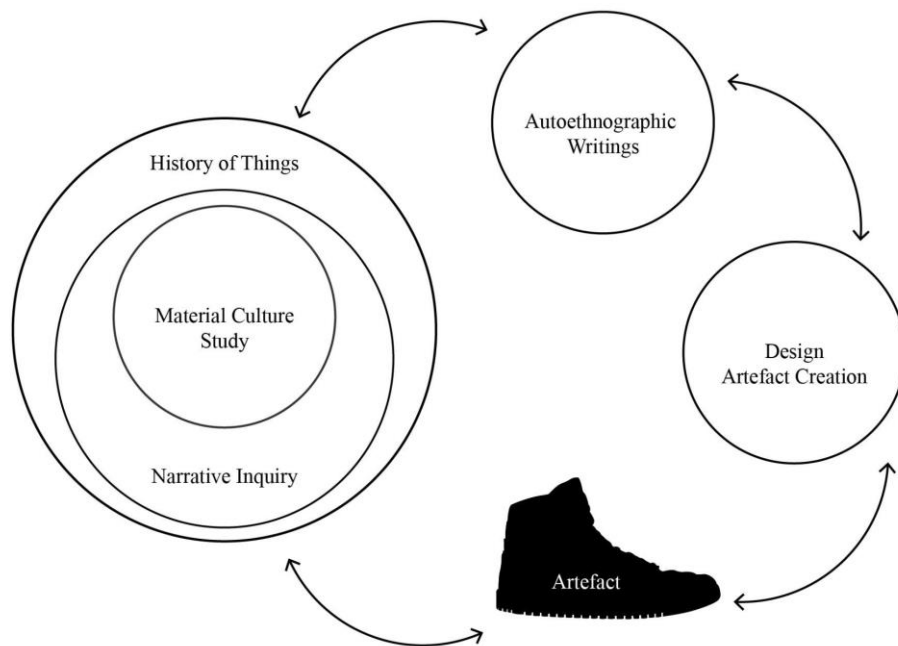 Autoethnographic
Writings
History of Things
Material Culture
Study
Design
Artefact Creation
Narrative Inquiry
Artefact